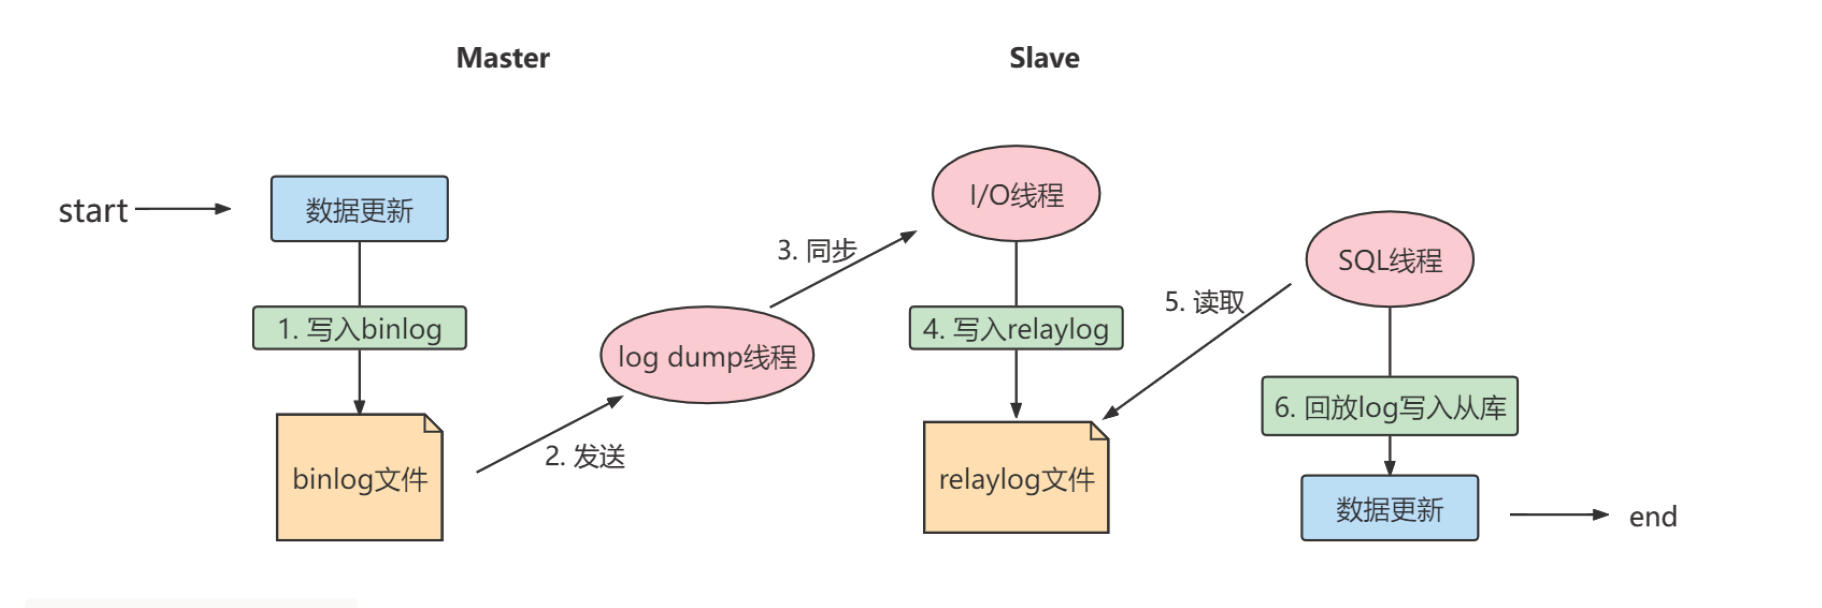 Master
Slave
start
数据更新
1. 写入binlog
binlog文件
2. 发送
log dump线程
3. 同步
I/O线程
4. 写入relaylog
relaylog文件
5. 读取
SQL线程
6. 回放log写入从库
数据更新
end